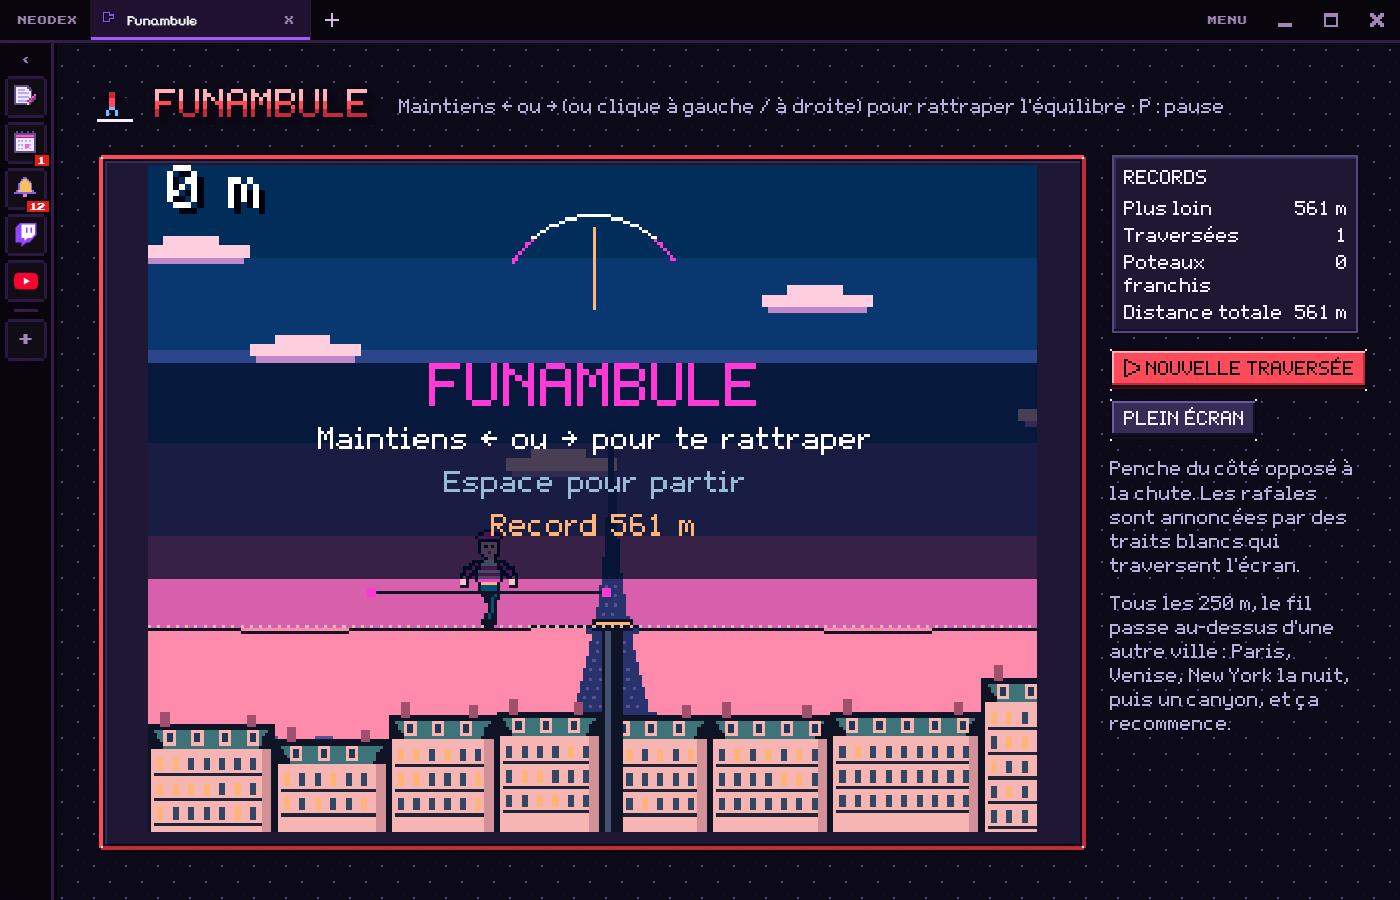 NEODEX
Funambule
MENU
FUNAMBULE
Maintiens ← ou → (ou clique à gauche / à droite) pour rattraper l'équilibre · P : pause
0 m
RECORDS
Plus loin 561 m
Traversées 1
Poteaux franchis 0
Distance totale 561 m
1
12
NOUVELLE TRAVERSÉE
FUNAMBULE
PLEIN ÉCRAN
Maintiens ← ou → pour te rattraper
Espace pour partir
Record 561 m
Penche du côté opposé à
la chute. Les rafales
sont annoncées par des
traits blancs qui
traversent l'écran.
Tous les 250 m, le fil
passe au-dessus d'une
autre ville : Paris,
Venise, New York la nuit,
puis un canyon, et ça
recommence.